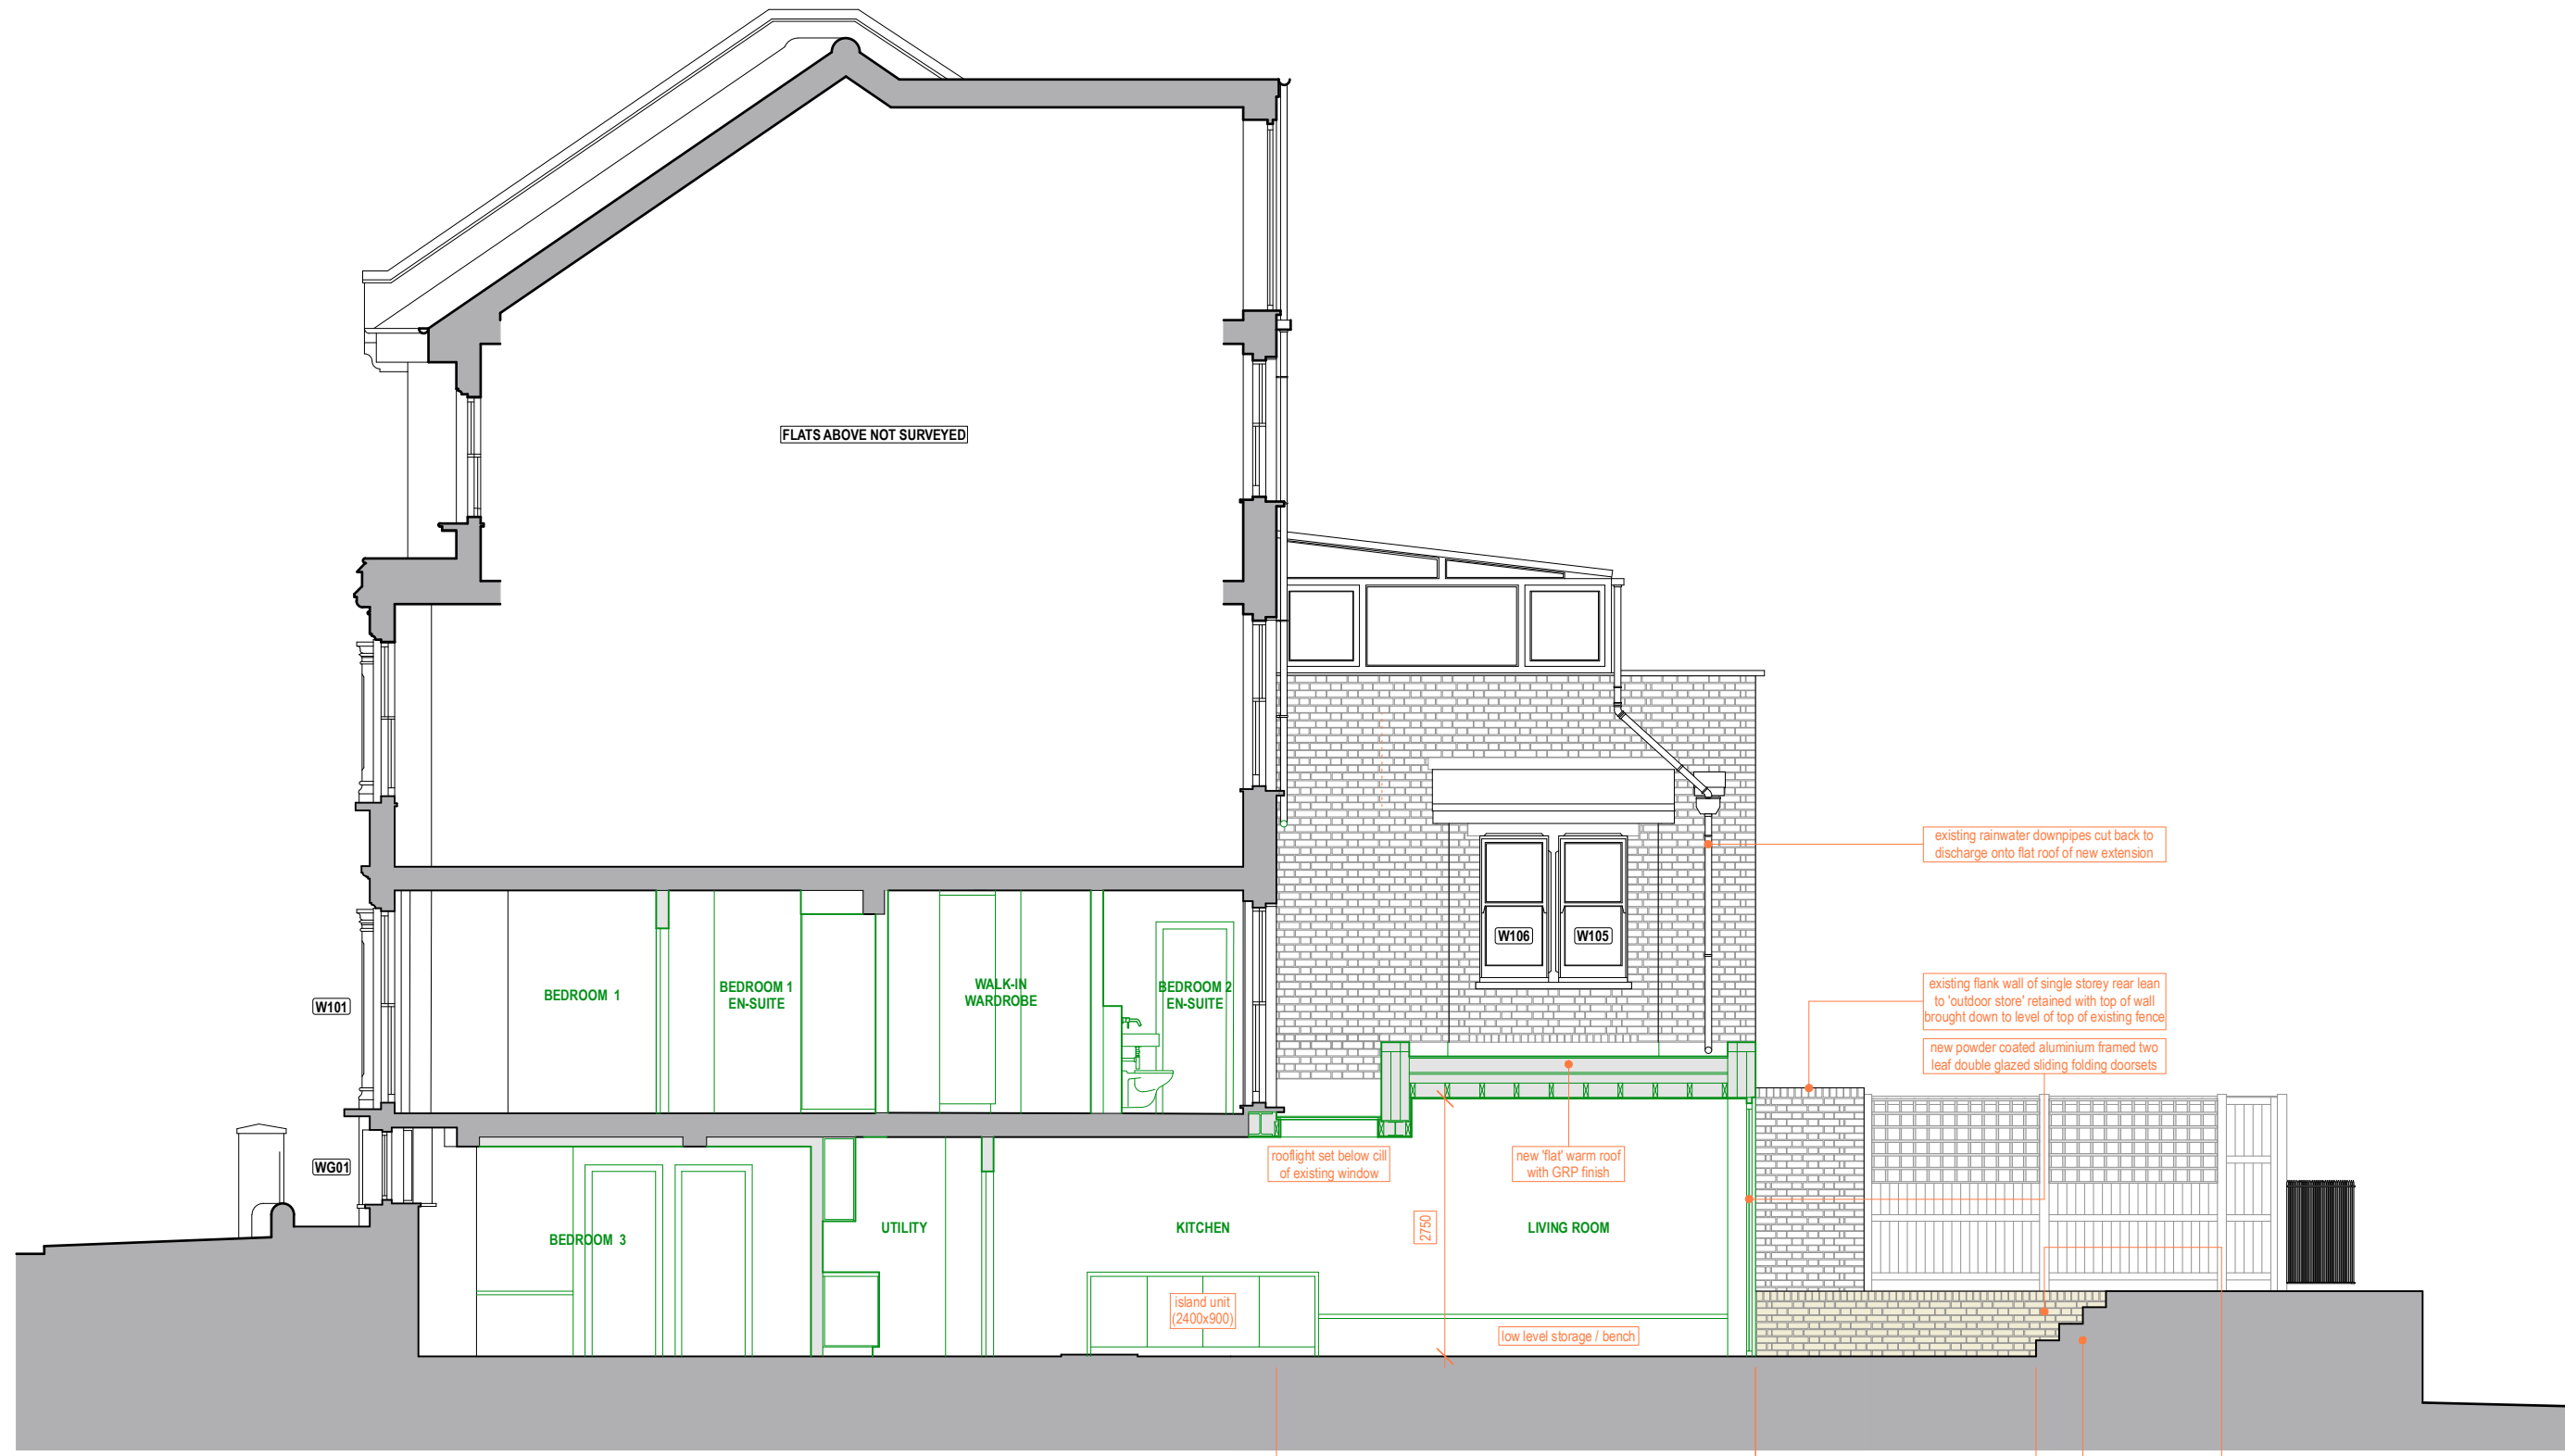 FLATS ABOVE NOT SURVEYED
existing rainwater downpipes cut back to
discharge onto flat roof of new extension
W106
W105
existing flank wall of single storey rear lean
to 'outdoor store' retained with top of wall
brought down to level of top of existing fence
new powder coated aluminium framed two
leaf double glazed sliding folding doorsets
W101
BEDROOM 1
BEDROOM 1
EN-SUITE
WALK-IN
WARDROBE
BEDROOM 2
EN-SUITE
WG01
rooflight set below cill
of existing window
new 'flat' warm roof
with GRP finish
BEDROOM 3
UTILITY
KITCHEN
2750
LIVING ROOM
island unit
(2400x900)
low level storage / bench